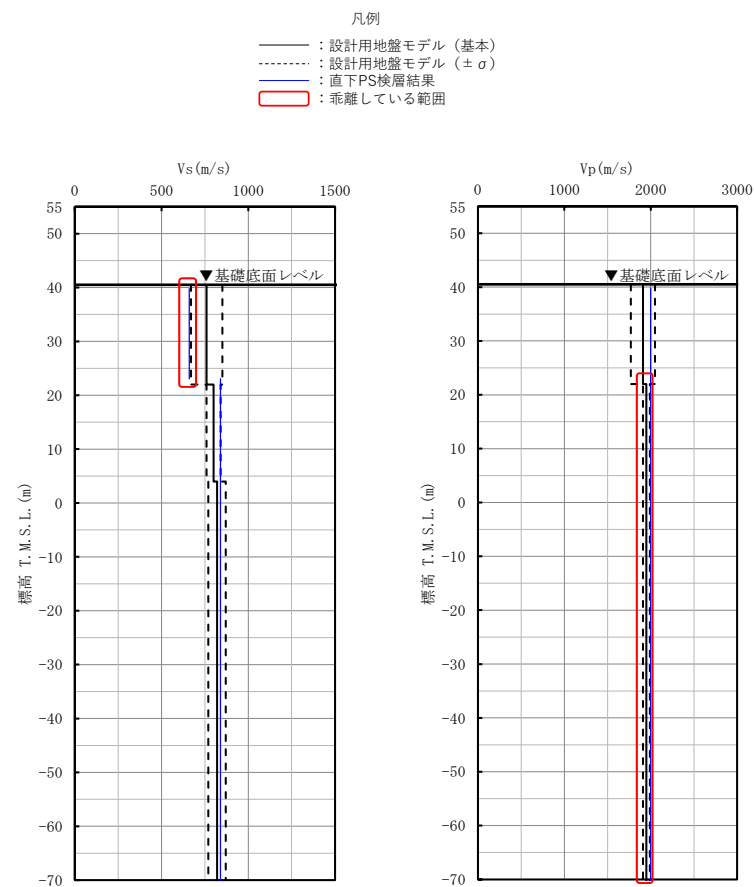 凡例
：設計用地盤モデル（基本）
：設計用地盤モデル（±σ）
：直下PS検層結果
：乖離している範囲
Vs(m/s)
0 500 1000 1500
55
50
40
30
20
10
0
-10
-20
-30
-40
-50
-60
-70
標高 T.M.S.L.(m)
▼基礎底面レベル
Vp(m/s)
0 1000 2000 3000
55
50
40
30
20
10
0
-10
-20
-30
-40
-50
-60
-70
標高 T.M.S.L.(m)
▼基礎底面レベル